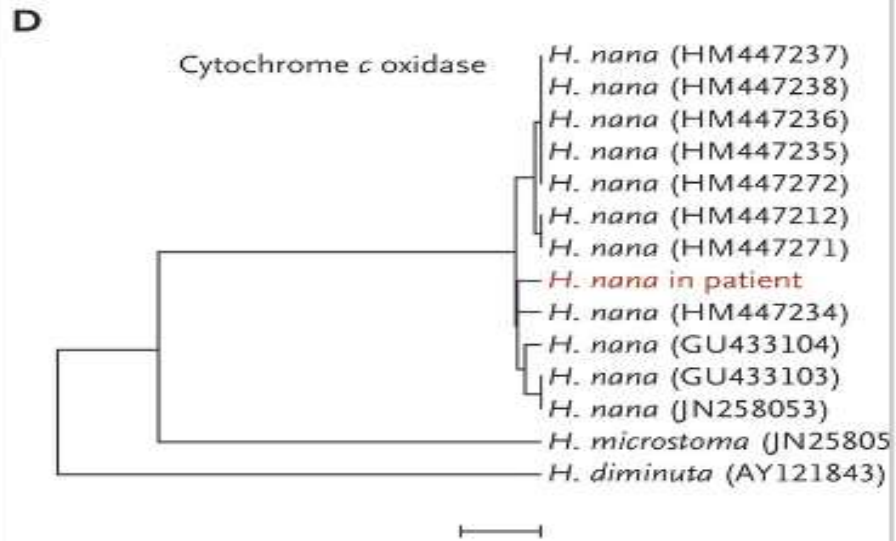 D
Cytochrome c oxidase
H. nana (HM447237)
H. nana (HM447238)
H. nana (HM447236)
H. nana (HM447235)
H. nana (HM447272)
H. nana (HM447212)
H. nana (HM447271)
H. nana in patient
H. nana (HM447234)
H. nana (GU433104)
H. nana (GU433103)
H. nana (JN258053)
H. microstoma (JN25805
H. diminuta (AY121843)